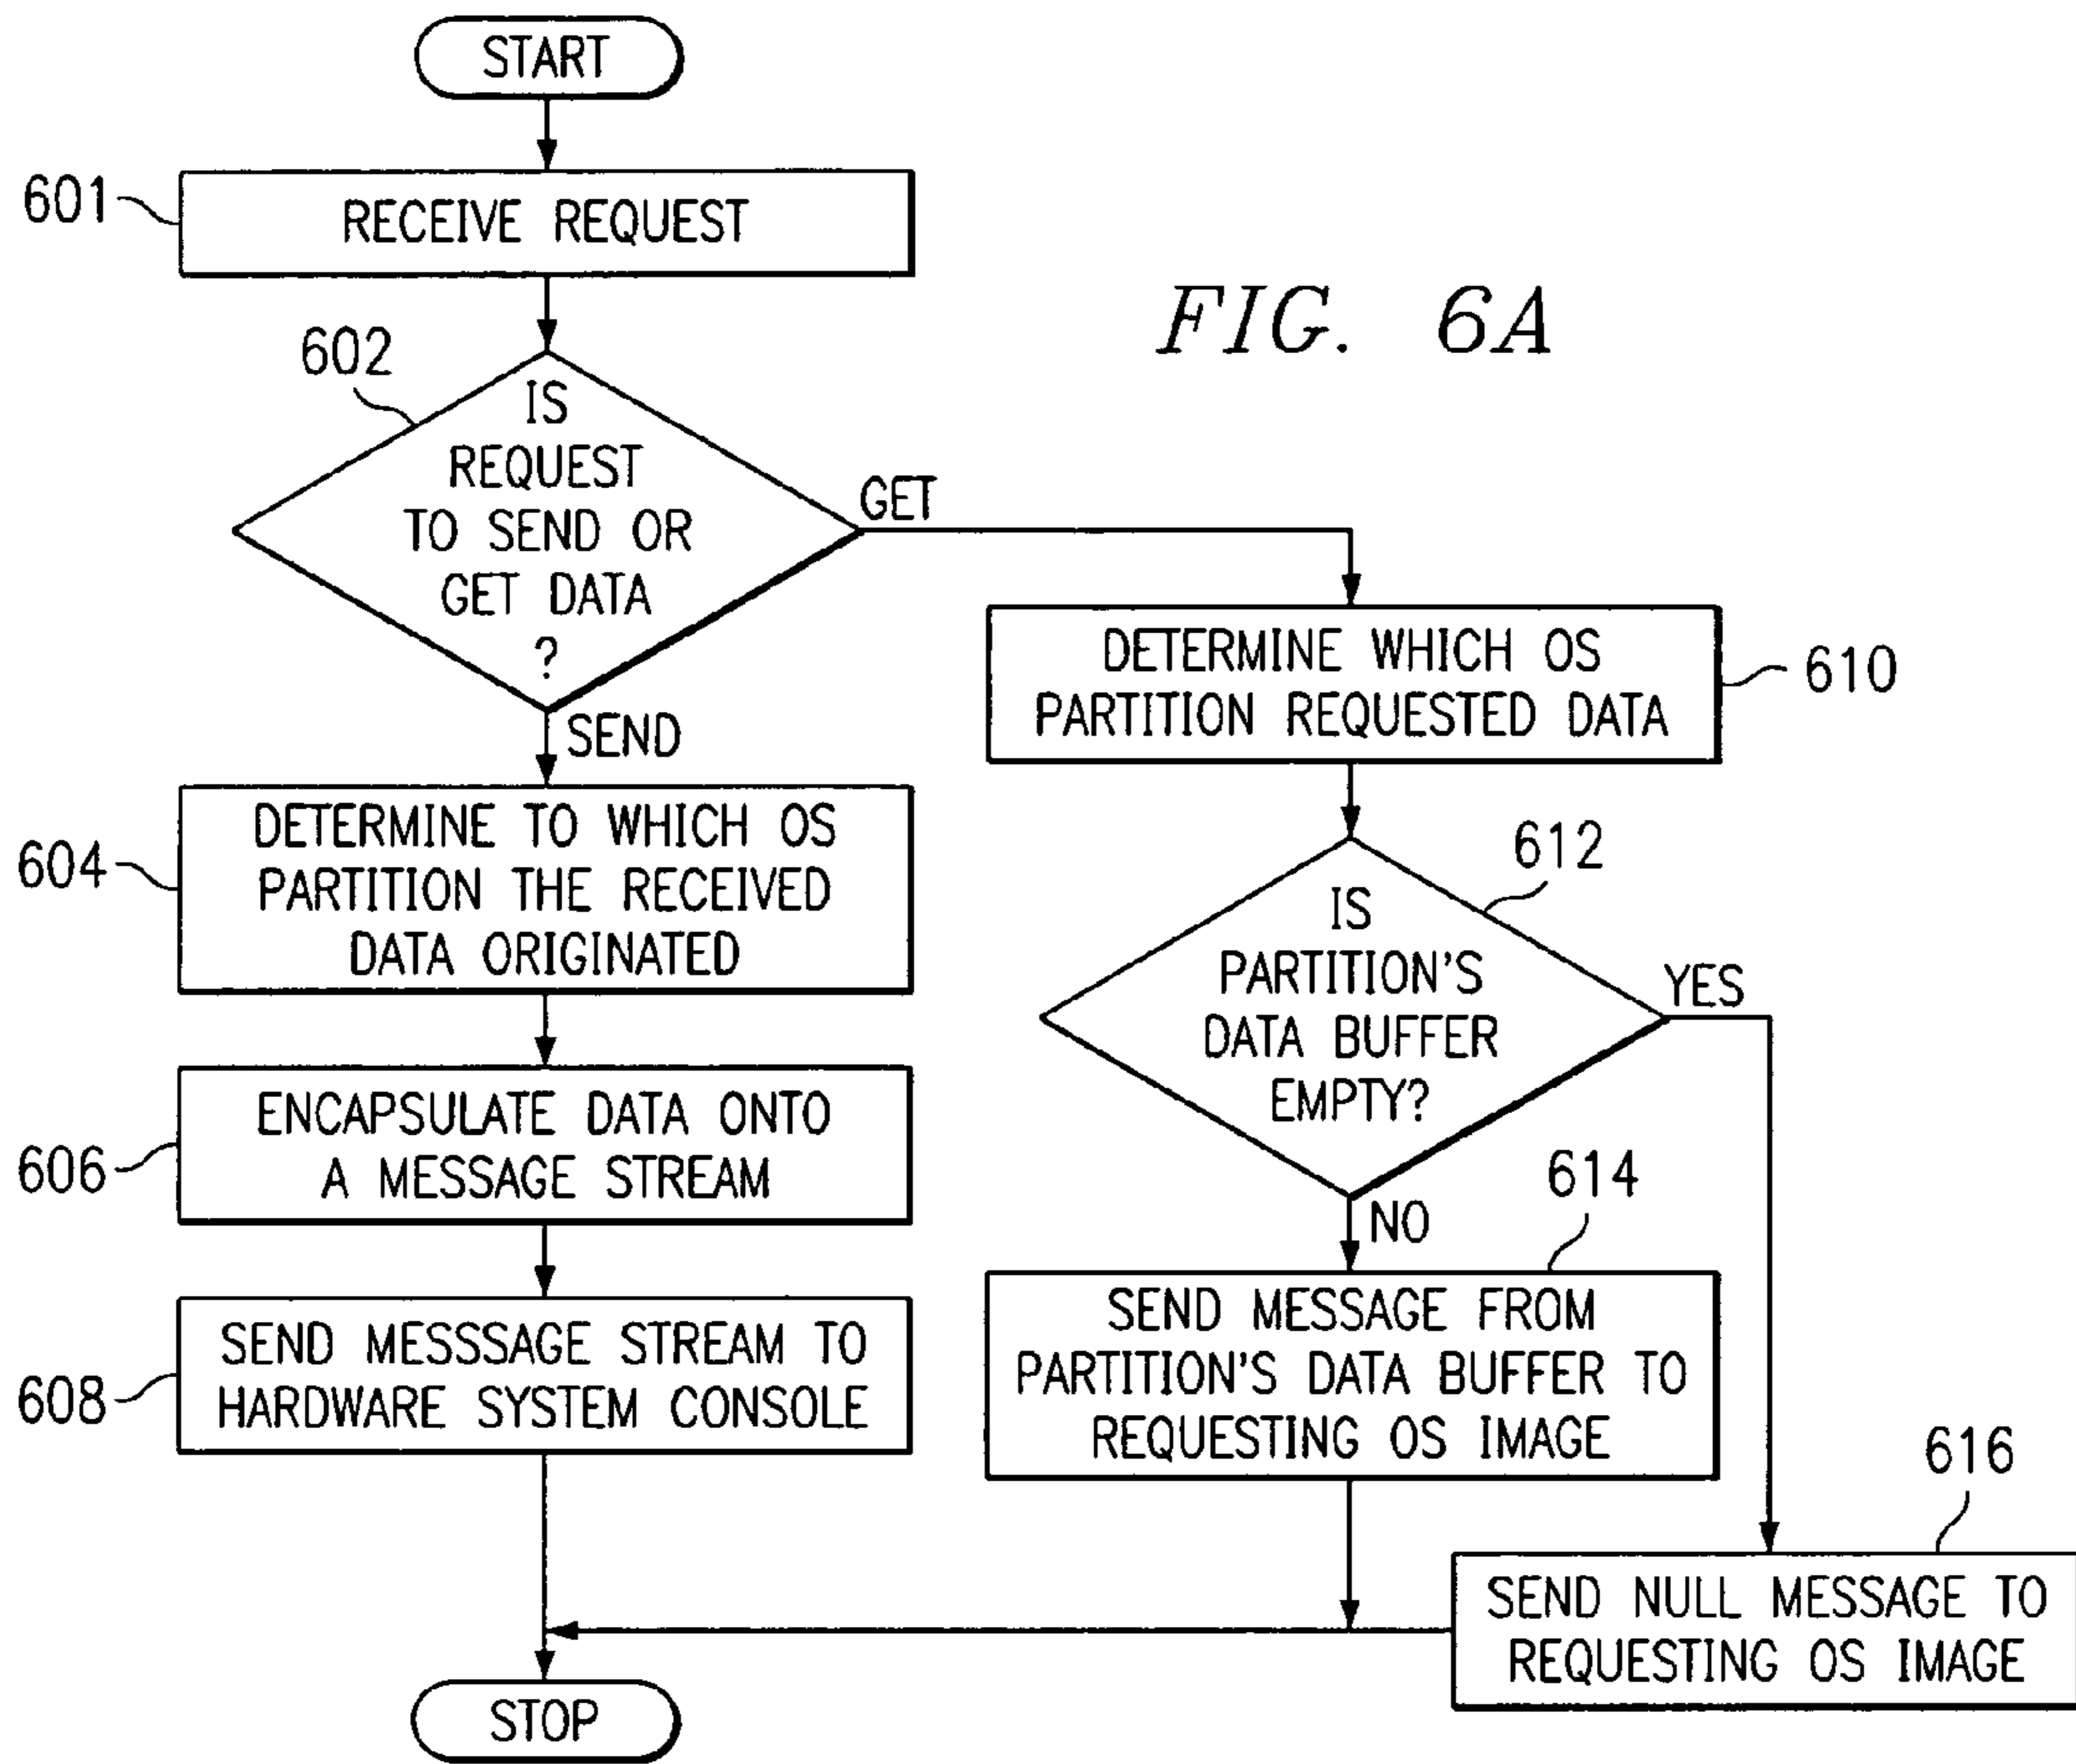 START
601
RECEIVE REQUEST
FIG. 6A
602
IS
REQUEST
TO SEND OR
GET DATA
?
GET
SEND
604
DETERMINE TO WHICH OS
PARTITION THE RECEIVED
DATA ORIGINATED
606
ENCAPSULATE DATA ONTO
A MESSAGE STREAM
608
SEND MESSSAGE STREAM TO
HARDWARE SYSTEM CONSOLE
DETERMINE WHICH OS
PARTITION REQUESTED DATA
610
612
IS
PARTITION'S
DATA BUFFER
EMPTY?
YES
NO
614
SEND MESSAGE FROM
PARTITION'S DATA BUFFER TO
REQUESTING OS IMAGE
616
SEND NULL MESSAGE TO
REQUESTING OS IMAGE
STOP